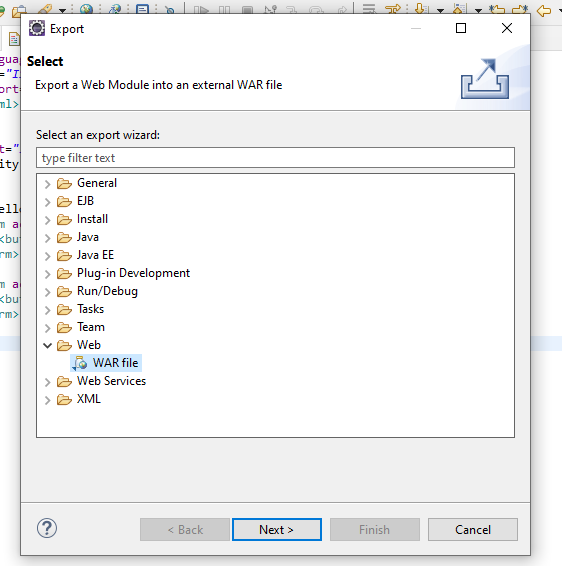 Export
Select
Export a Web Module into an external WAR file
Select an export wizard:
type filter text
General
EJB
Install
Java
Java EE
Plug-in Development
Run/Debug
Tasks
Team
Web
WAR file
Web Services
XML
? < Back Next > Finish Cancel